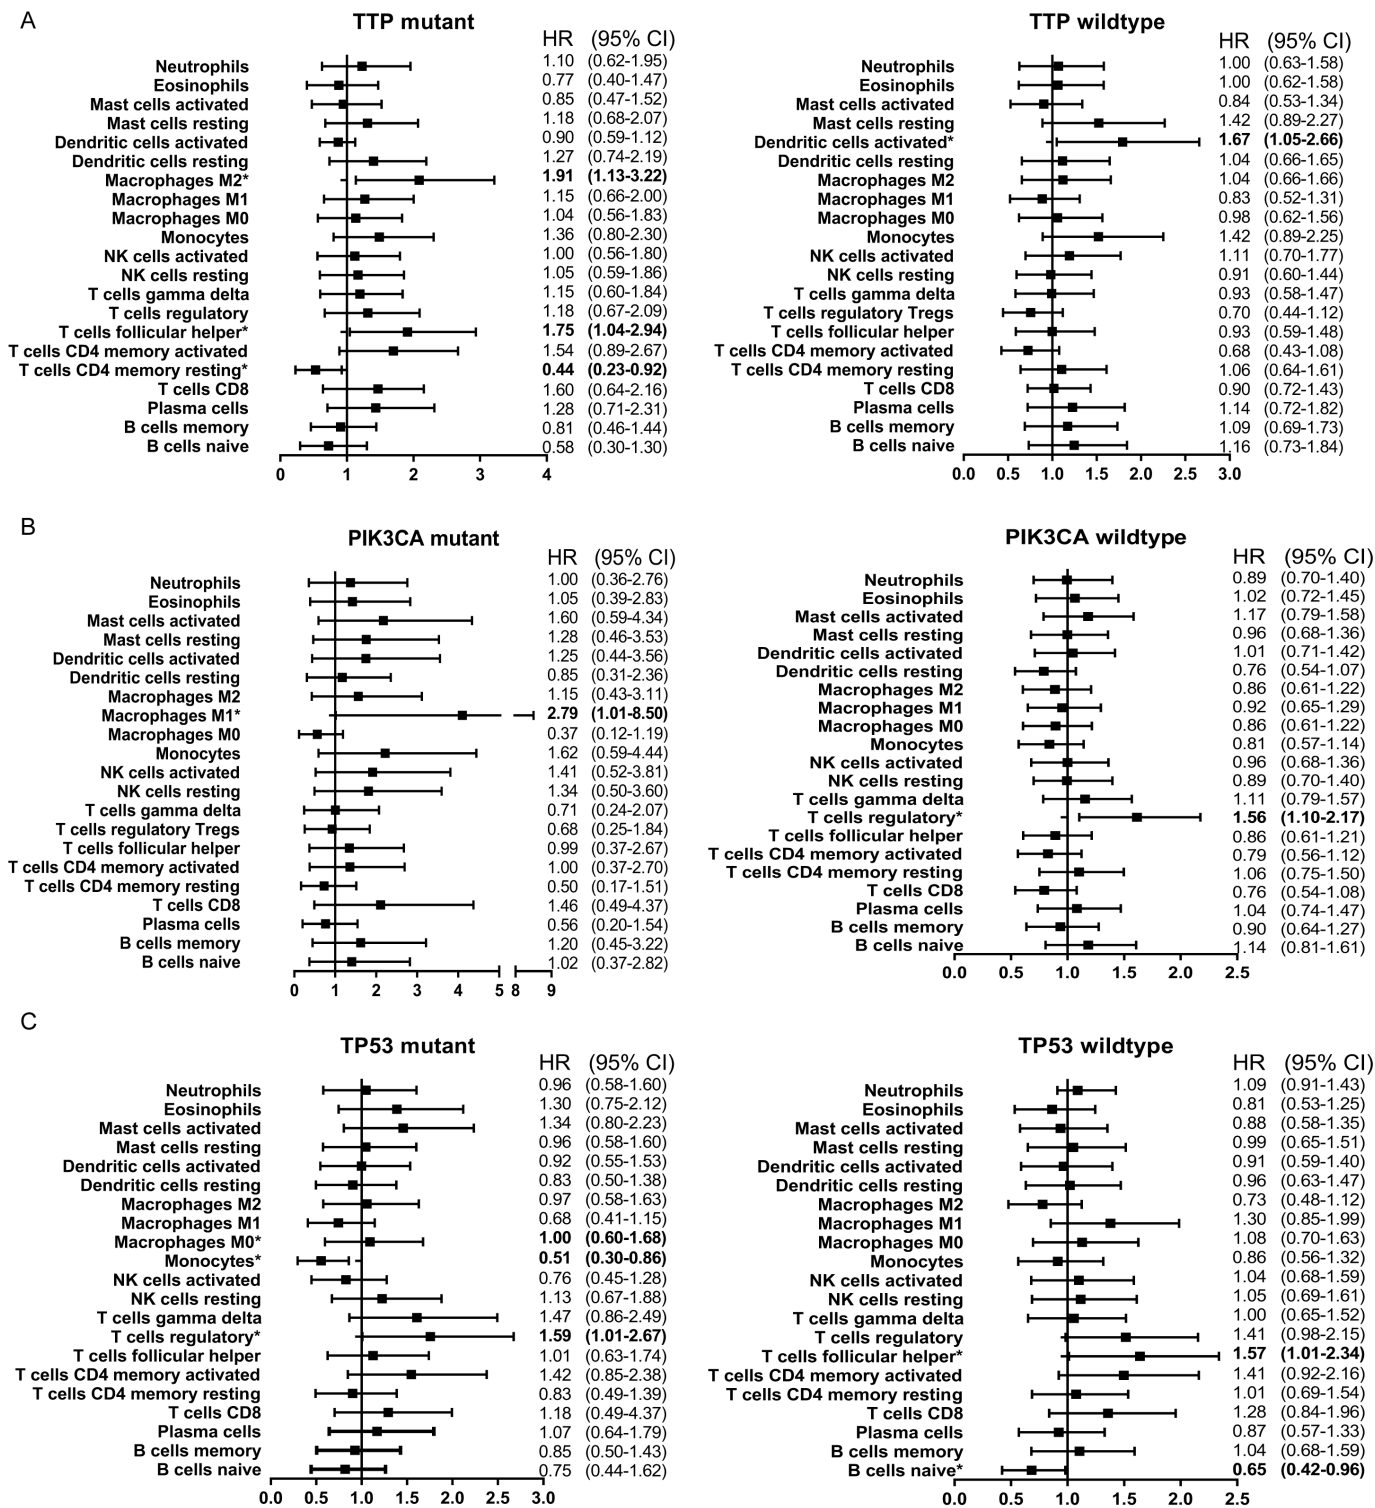 A
TTP mutant
HR (95% CI)
Neutrophils 1.10 (0.62-1.95)
Eosinophils 0.77 (0.40-1.47)
Mast cells activated 0.85 (0.47-1.52)
Mast cells resting 1.18 (0.68-2.07)
Dendritic cells activated 0.90 (0.59-1.12)
Dendritic cells resting 1.27 (0.74-2.19)
Macrophages M2* 1.91 (1.13-3.22)
Macrophages M1 1.15 (0.66-2.00)
Macrophages M0 1.04 (0.56-1.83)
Monocytes 1.36 (0.80-2.30)
NK cells activated 1.00 (0.56-1.80)
NK cells resting 1.05 (0.59-1.86)
T cells gamma delta 1.15 (0.60-1.84)
T cells regulatory 1.18 (0.67-2.09)
T cells follicular helper* 1.75 (1.04-2.94)
T cells CD4 memory activated 1.54 (0.89-2.67)
T cells CD4 memory resting* 0.44 (0.23-0.92)
T cells CD8 1.60 (0.64-2.16)
Plasma cells 1.28 (0.71-2.31)
B cells memory 0.81 (0.46-1.44)
B cells naive 0.58 (0.30-1.30)
0 1 2 3 4
TTP wildtype
HR (95% CI)
Neutrophils 1.00 (0.63-1.58)
Eosinophils 1.00 (0.62-1.58)
Mast cells activated 0.84 (0.53-1.34)
Mast cells resting 1.42 (0.89-2.27)
Dendritic cells activated* 1.67 (1.05-2.66)
Dendritic cells resting 1.04 (0.66-1.65)
Macrophages M2 1.04 (0.66-1.66)
Macrophages M1 0.83 (0.52-1.31)
Macrophages M0 0.98 (0.62-1.56)
Monocytes 1.42 (0.89-2.25)
NK cells activated 1.11 (0.70-1.77)
NK cells resting 0.91 (0.60-1.44)
T cells gamma delta 0.93 (0.58-1.47)
T cells regulatory Tregs 0.70 (0.44-1.12)
T cells follicular helper 0.93 (0.59-1.48)
T cells CD4 memory activated 0.68 (0.43-1.08)
T cells CD4 memory resting 1.06 (0.64-1.61)
T cells CD8 0.90 (0.72-1.43)
Plasma cells 1.14 (0.72-1.82)
B cells memory 1.09 (0.69-1.73)
B cells naive 1.16 (0.73-1.84)
0.0 0.5 1.0 1.5 2.0 2.5 3.0
B
PIK3CA mutant
HR (95% CI)
Neutrophils 1.00 (0.36-2.76)
Eosinophils 1.05 (0.39-2.83)
Mast cells activated 1.60 (0.59-4.34)
Mast cells resting 1.28 (0.46-3.53)
Dendritic cells activated 1.25 (0.44-3.56)
Dendritic cells resting 0.85 (0.31-2.36)
Macrophages M2 1.15 (0.43-3.11)
Macrophages M1* 2.79 (1.01-8.50)
Macrophages M0 0.37 (0.12-1.19)
Monocytes 1.62 (0.59-4.44)
NK cells activated 1.41 (0.52-3.81)
NK cells resting 1.34 (0.50-3.60)
T cells gamma delta 0.71 (0.24-2.07)
T cells regulatory Tregs 0.68 (0.25-1.84)
T cells follicular helper 0.99 (0.37-2.67)
T cells CD4 memory activated 1.00 (0.37-2.70)
T cells CD4 memory resting 0.50 (0.17-1.51)
T cells CD8 1.46 (0.49-4.37)
Plasma cells 0.56 (0.20-1.54)
B cells memory 1.20 (0.45-3.22)
B cells naive 1.02 (0.37-2.82)
0 1 2 3 4 5 8 9
PIK3CA wildtype
HR (95% CI)
Neutrophils 0.89 (0.70-1.40)
Eosinophils 1.02 (0.72-1.45)
Mast cells activated 1.17 (0.79-1.58)
Mast cells resting 0.96 (0.68-1.36)
Dendritic cells activated 1.01 (0.71-1.42)
Dendritic cells resting 0.76 (0.54-1.07)
Macrophages M2 0.86 (0.61-1.22)
Macrophages M1 0.92 (0.65-1.29)
Macrophages M0 0.86 (0.61-1.22)
Monocytes 0.81 (0.57-1.14)
NK cells activated 0.96 (0.68-1.36)
NK cells resting 0.89 (0.70-1.40)
T cells gamma delta 1.11 (0.79-1.57)
T cells regulatory* 1.56 (1.10-2.17)
T cells follicular helper 0.86 (0.61-1.21)
T cells CD4 memory activated 0.79 (0.56-1.12)
T cells CD4 memory resting 1.06 (0.75-1.50)
T cells CD8 0.76 (0.54-1.08)
Plasma cells 1.04 (0.74-1.47)
B cells memory 0.90 (0.64-1.27)
B cells naive 1.14 (0.81-1.61)
0.0 0.5 1.0 1.5 2.0 2.5
C
TP53 mutant
HR (95% CI)
Neutrophils 0.96 (0.58-1.60)
Eosinophils 1.30 (0.75-2.12)
Mast cells activated 1.34 (0.80-2.23)
Mast cells resting 0.96 (0.58-1.60)
Dendritic cells activated 0.92 (0.55-1.53)
Dendritic cells resting 0.83 (0.50-1.38)
Macrophages M2 0.97 (0.58-1.63)
Macrophages M1 0.68 (0.41-1.15)
Macrophages M0* 1.00 (0.60-1.68)
Monocytes* 0.51 (0.30-0.86)
NK cells activated 0.76 (0.45-1.28)
NK cells resting 1.13 (0.67-1.88)
T cells gamma delta 1.47 (0.86-2.49)
T cells regulatory* 1.59 (1.01-2.67)
T cells follicular helper 1.01 (0.63-1.74)
T cells CD4 memory activated 1.42 (0.85-2.38)
T cells CD4 memory resting 0.83 (0.49-1.39)
T cells CD8 1.18 (0.49-4.37)
Plasma cells 1.07 (0.64-1.79)
B cells memory 0.85 (0.50-1.43)
B cells naive 0.75 (0.44-1.62)
0.0 0.5 1.0 1.5 2.0 2.5 3.0
TP53 wildtype
HR (95% CI)
Neutrophils 1.09 (0.91-1.43)
Eosinophils 0.81 (0.53-1.25)
Mast cells activated 0.88 (0.58-1.35)
Mast cells resting 0.99 (0.65-1.51)
Dendritic cells activated 0.91 (0.59-1.40)
Dendritic cells resting 0.96 (0.63-1.47)
Macrophages M2 0.73 (0.48-1.12)
Macrophages M1 1.30 (0.85-1.99)
Macrophages M0 1.08 (0.70-1.63)
Monocytes 0.86 (0.56-1.32)
NK cells activated 1.04 (0.68-1.59)
NK cells resting 1.05 (0.69-1.61)
T cells gamma delta 1.00 (0.65-1.52)
T cells regulatory 1.41 (0.98-2.15)
T cells follicular helper* 1.57 (1.01-2.34)
T cells CD4 memory activated 1.41 (0.92-2.16)
T cells CD4 memory resting 1.01 (0.69-1.54)
T cells CD8 1.28 (0.84-1.96)
Plasma cells 0.87 (0.57-1.33)
B cells memory 1.04 (0.68-1.59)
B cells naive* 0.65 (0.42-0.96)
0.0 0.5 1.0 1.5 2.0 2.5